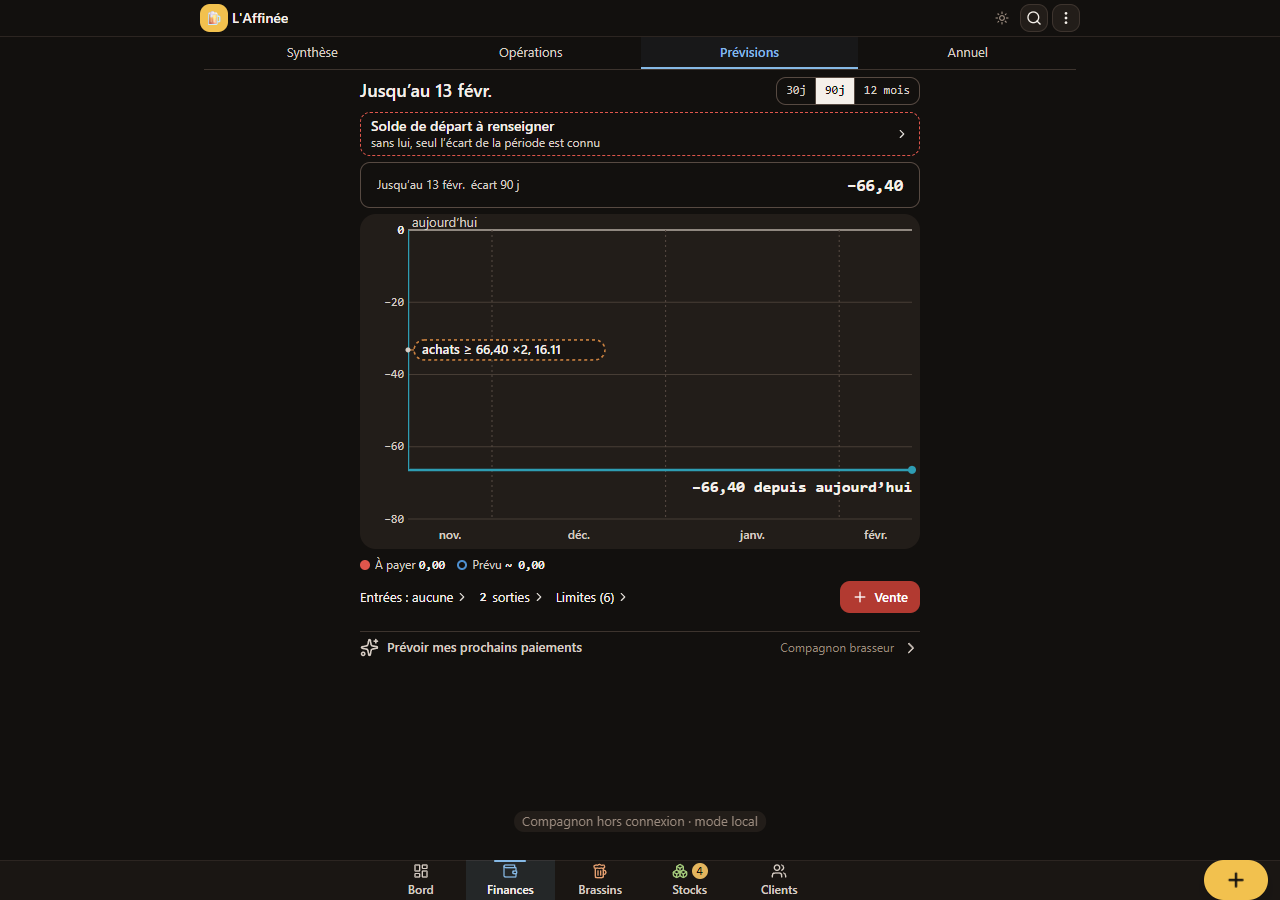 L'Affinée
Synthèse
Opérations
Prévisions
Annuel
Jusqu’au 13 févr.
30j
90j
12 mois
Solde de départ à renseigner
sans lui, seul l’écart de la période est connu
Jusqu’au 13 févr. écart 90 j
−66,40
aujourd’hui
0
−20
achats ≥ 66,40 ×2, 16.11
−40
−60
−66,40 depuis aujourd’hui
−80
nov.
déc.
janv.
févr.
À payer 0,00
Prévu ~ 0,00
Entrées : aucune
2 sorties
Limites (6)
Vente
Prévoir mes prochains paiements
Compagnon brasseur
Compagnon hors connexion · mode local
Bord
Finances
Brassins
Stocks
4
Clients